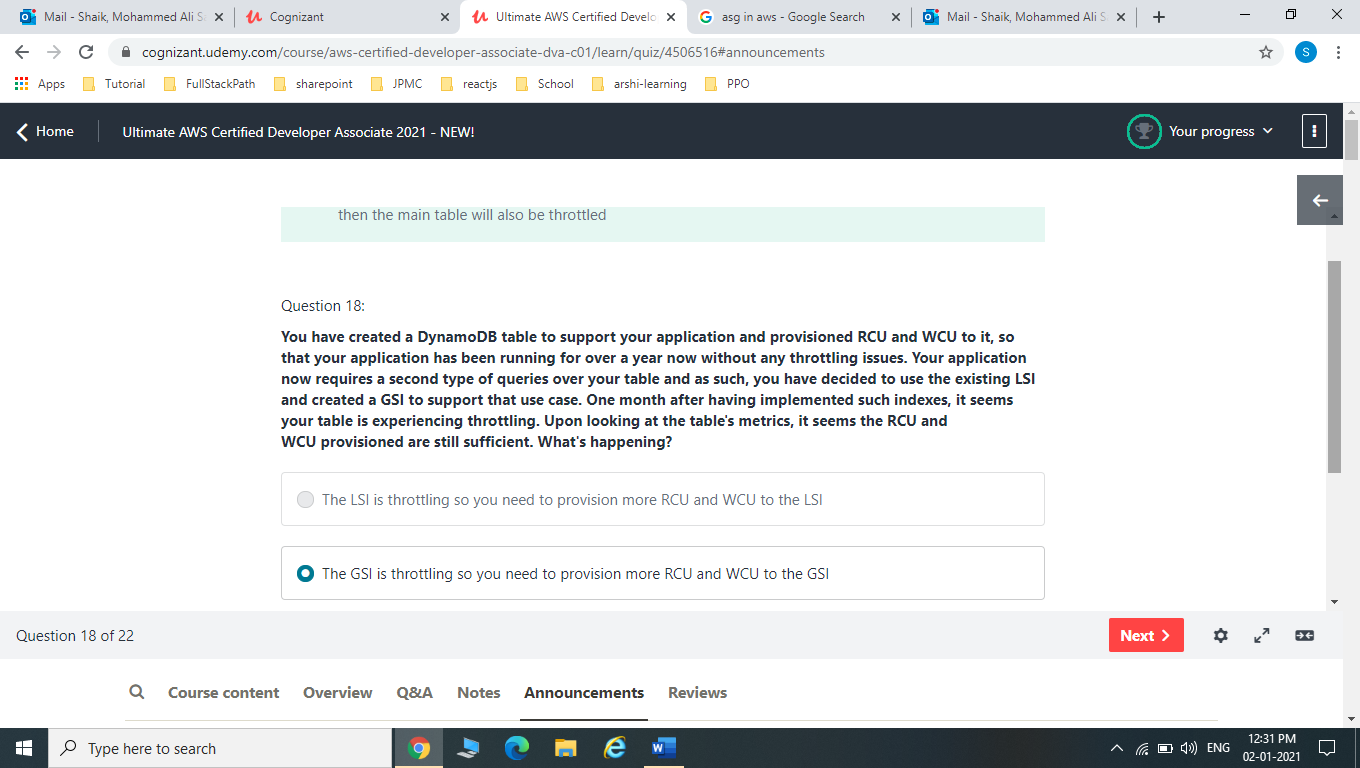 Mail - Shaik, Mohammed Ali S
Cognizant
Ultimate AWS Certified Develo
asg in aws - Google Search
Mail - Shaik, Mohammed Ali S
cognizant.udemy.com/course/aws-certified-developer-associate-dva-c01/learn/quiz/4506516#announcements
S
Apps
Tutorial
FullStackPath
sharepoint
JPMC
reactjs
School
arshi-learning
PPO
Home
Ultimate AWS Certified Developer Associate 2021 - NEW!
Your progress
then the main table will also be throttled
Question 18:
You have created a DynamoDB table to support your application and provisioned RCU and WCU to it, so
that your application has been running for over a year now without any throttling issues. Your application
now requires a second type of queries over your table and as such, you have decided to use the existing LSI
and created a GSI to support that use case. One month after having implemented such indexes, it seems
your table is experiencing throttling. Upon looking at the table's metrics, it seems the RCU and
WCU provisioned are still sufficient. What's happening?
The LSI is throttling so you need to provision more RCU and WCU to the LSI
The GSI is throttling so you need to provision more RCU and WCU to the GSI
Question 18 of 22
Next
Course content
Overview
Q&A
Notes
Announcements
Reviews
Type here to search
ENG
12:31 PM
02-01-2021